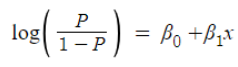 log( P / (1 − P) ) = β₀ + β₁x